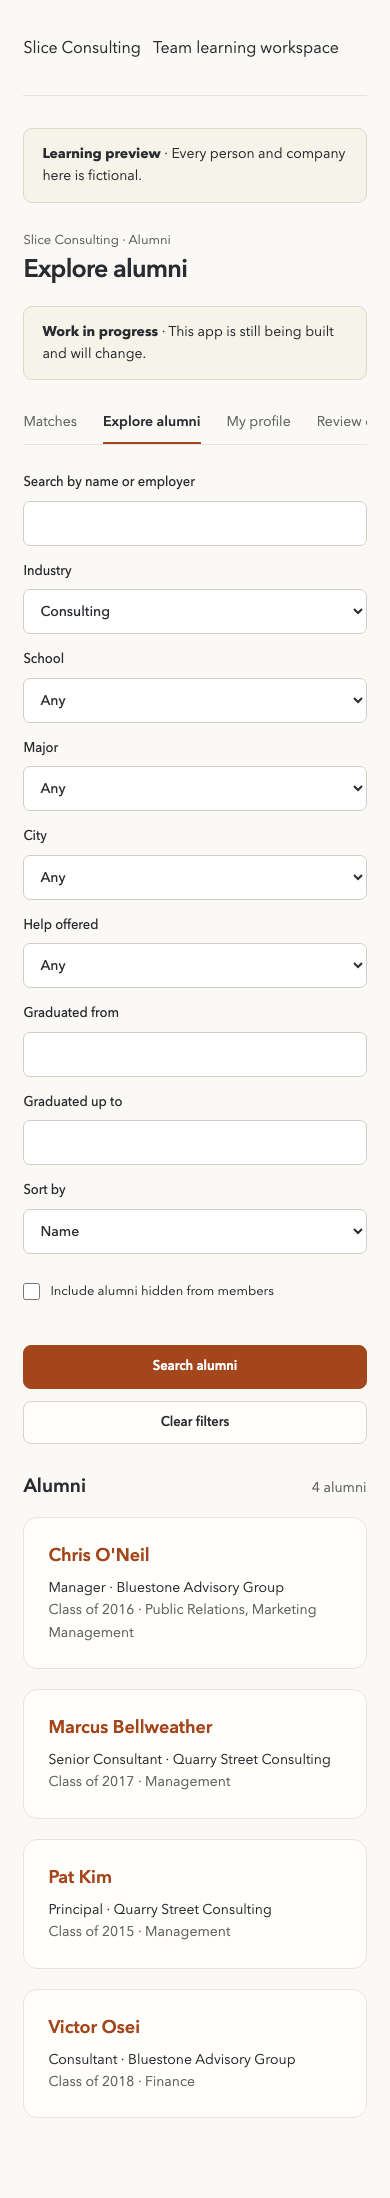 Slice Consulting Team learning workspace
Learning preview · Every person and company
here is fictional.
Slice Consulting · Alumni
Explore alumni
Work in progress · This app is still being built
and will change.
Matches Explore alumni My profile Review
Search by name or employer
Industry
Consulting
School
Any
Major
Any
City
Any
Help offered
Any
Graduated from
Graduated up to
Sort by
Name
Include alumni hidden from members
Search alumni
Clear filters
Alumni 4 alumni
Chris O'Neil
Manager · Bluestone Advisory Group
Class of 2016 · Public Relations, Marketing
Management
Marcus Bellweather
Senior Consultant · Quarry Street Consulting
Class of 2017 · Management
Pat Kim
Principal · Quarry Street Consulting
Class of 2015 · Management
Victor Osei
Consultant · Bluestone Advisory Group
Class of 2018 · Finance